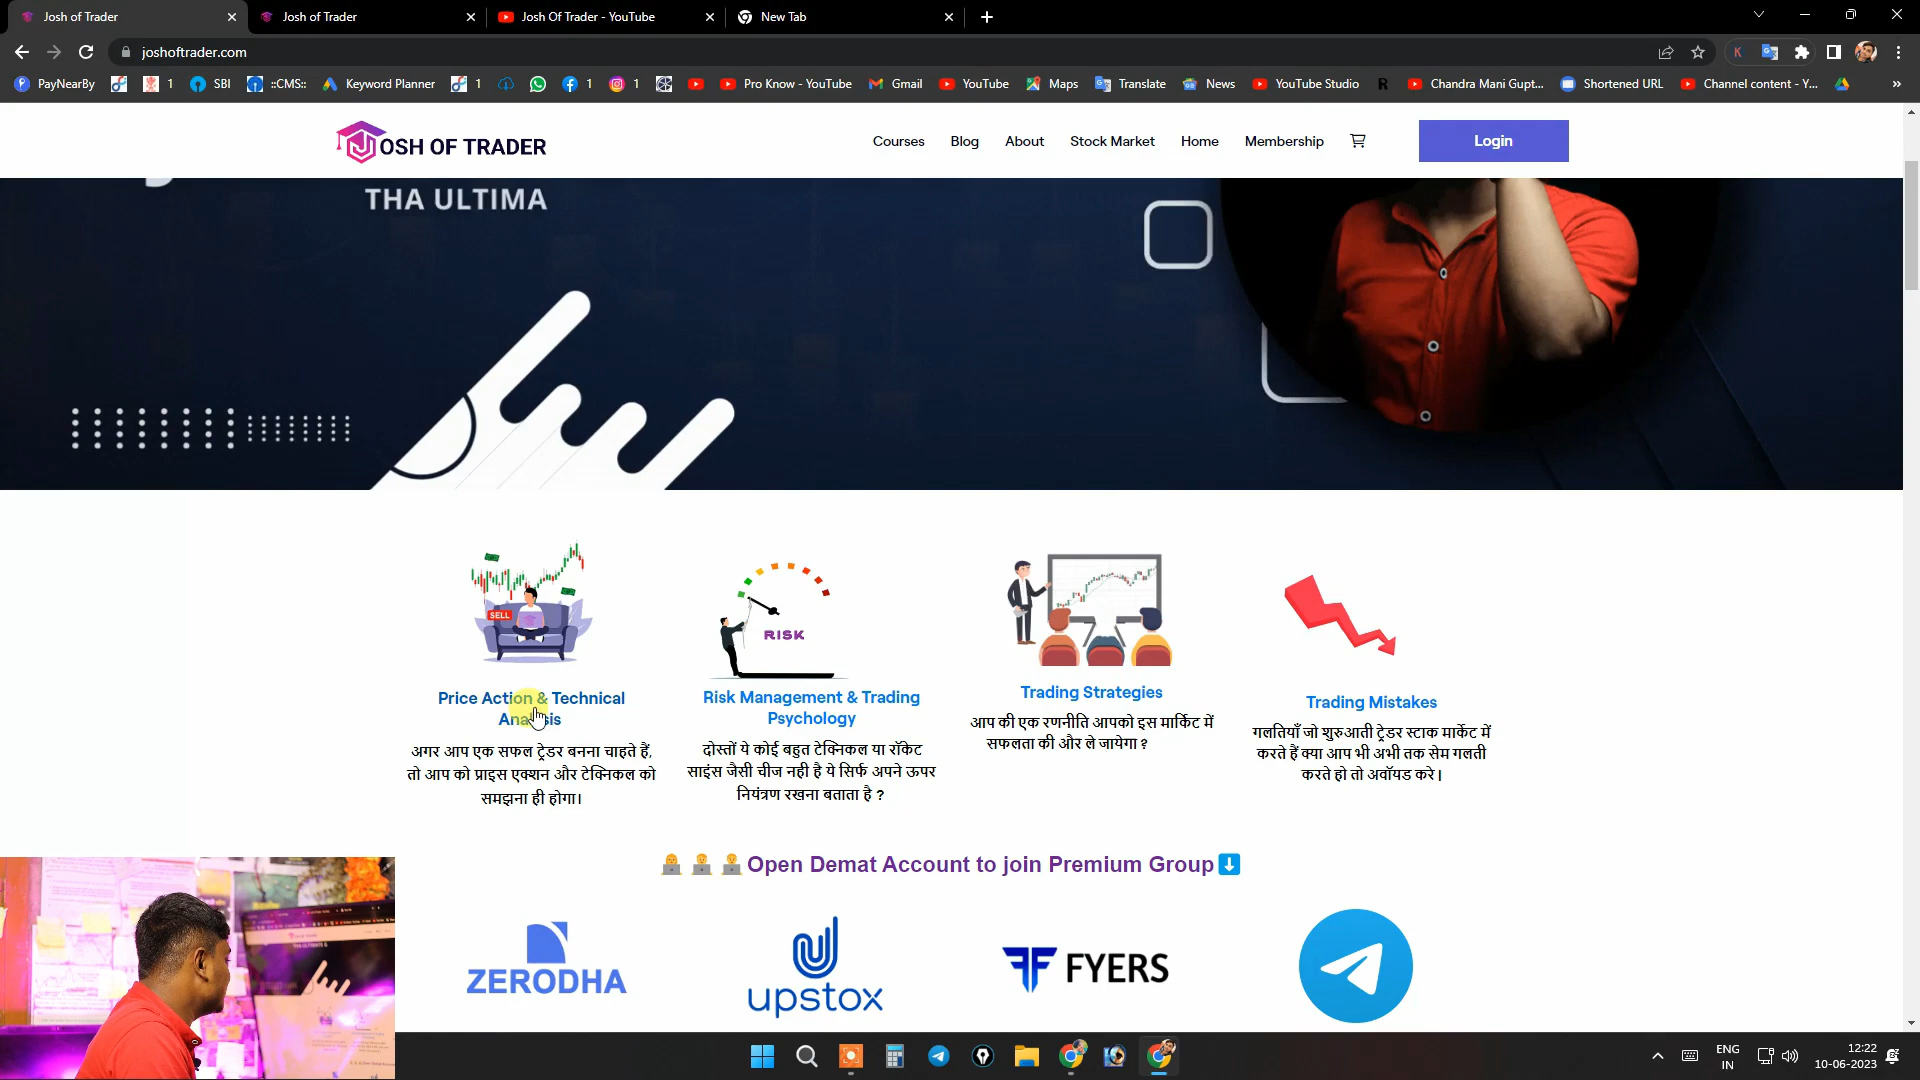 Josh of Trader
Josh of Trader
Josh Of Trader - YouTube
New Tab
joshoftrader.com
K
PayNearBy
1
SBI
::CMS::
Keyword Planner
1
1
1
Pro Know - YouTube
Gmail
YouTube
Maps
Translate
News
YouTube Studio
R
Chandra Mani Gupt...
Shortened URL
Channel content - Y...
»
JOSH OF TRADER
Courses
Blog
About
Stock Market
Home
Membership
Login
THA ULTIMA
SELL
RISK
Price Action & Technical
Analysis
अगर आप एक सफल ट्रेडर बनना चाहते हैं,
तो आप को प्राइस एक्शन और टेक्निकल को
समझना ही होगा।
Risk Management & Trading
Psychology
दोस्तों ये कोई बहुत टेक्निकल या रॉकेट
साइंस जैसी चीज नही है ये सिर्फ अपने ऊपर
नियंत्रण रखना बताता है ?
Trading Strategies
आप की एक रणनीति आपको इस मार्किट में
सफलता की और ले जायेगा ?
Trading Mistakes
गलतियाँ जो शुरुआती ट्रेडर स्टाक मार्केट में
करते हैं क्या आप भी अभी तक सेम गलती
करते हो तो अवॉयड करे।
Open Demat Account to join Premium Group
ZERODHA
upstox
FYERS
ENG
IN
12:22
10-06-2023